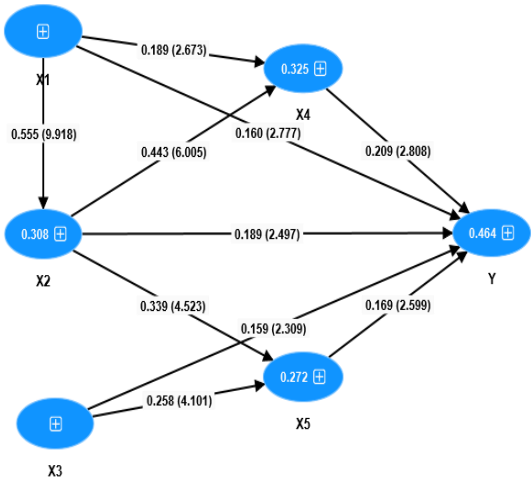 X1
0.189 (2.673)
0.325
X4
0.555 (9.918)
0.160 (2.777)
0.443 (6.005)
0.209 (2.808)
0.308
X2
0.189 (2.497)
0.464
Y
0.339 (4.523)
0.159 (2.309)
0.169 (2.599)
0.272
X5
0.258 (4.101)
X3